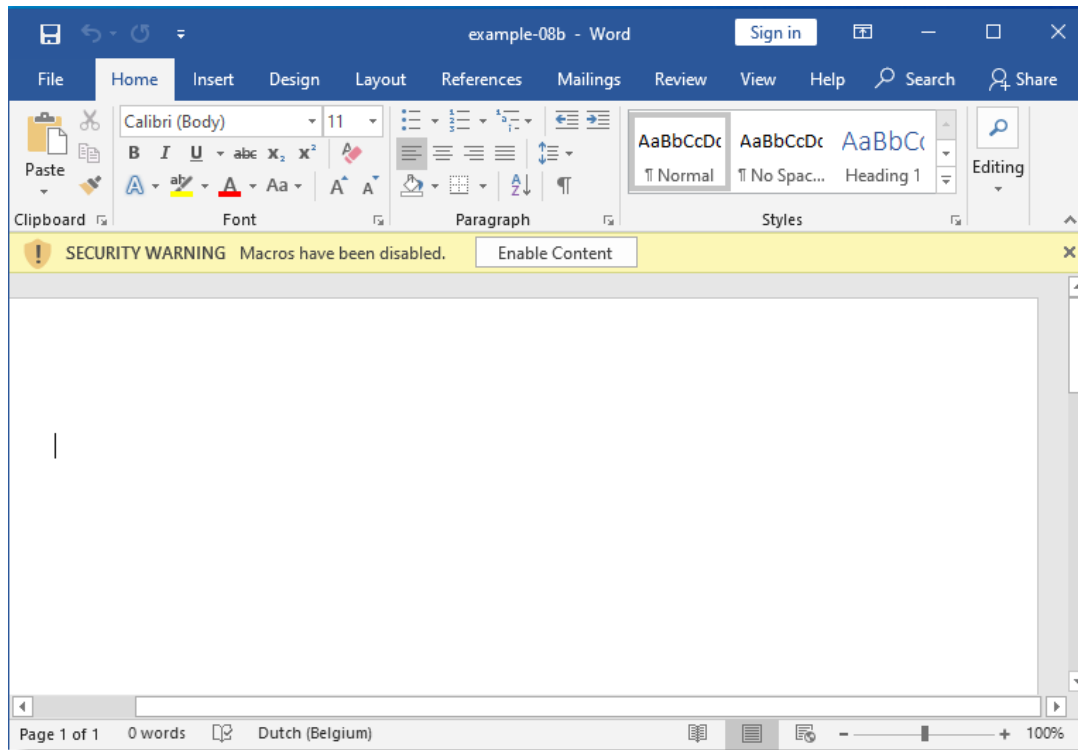 example-08b - Word Sign in
File Home Insert Design Layout References Mailings Review View Help Search Share
Paste
Clipboard
Calibri (Body) 11
B I U abc X₂ X²
A aby A Aa A A
Font
A Z ¶
Paragraph
AaBbCcDc AaBbCcDc AaBbCc
¶ Normal ¶ No Spac... Heading 1
Styles
Editing
SECURITY WARNING Macros have been disabled. Enable Content
Page 1 of 1 0 words Dutch (Belgium) 100%